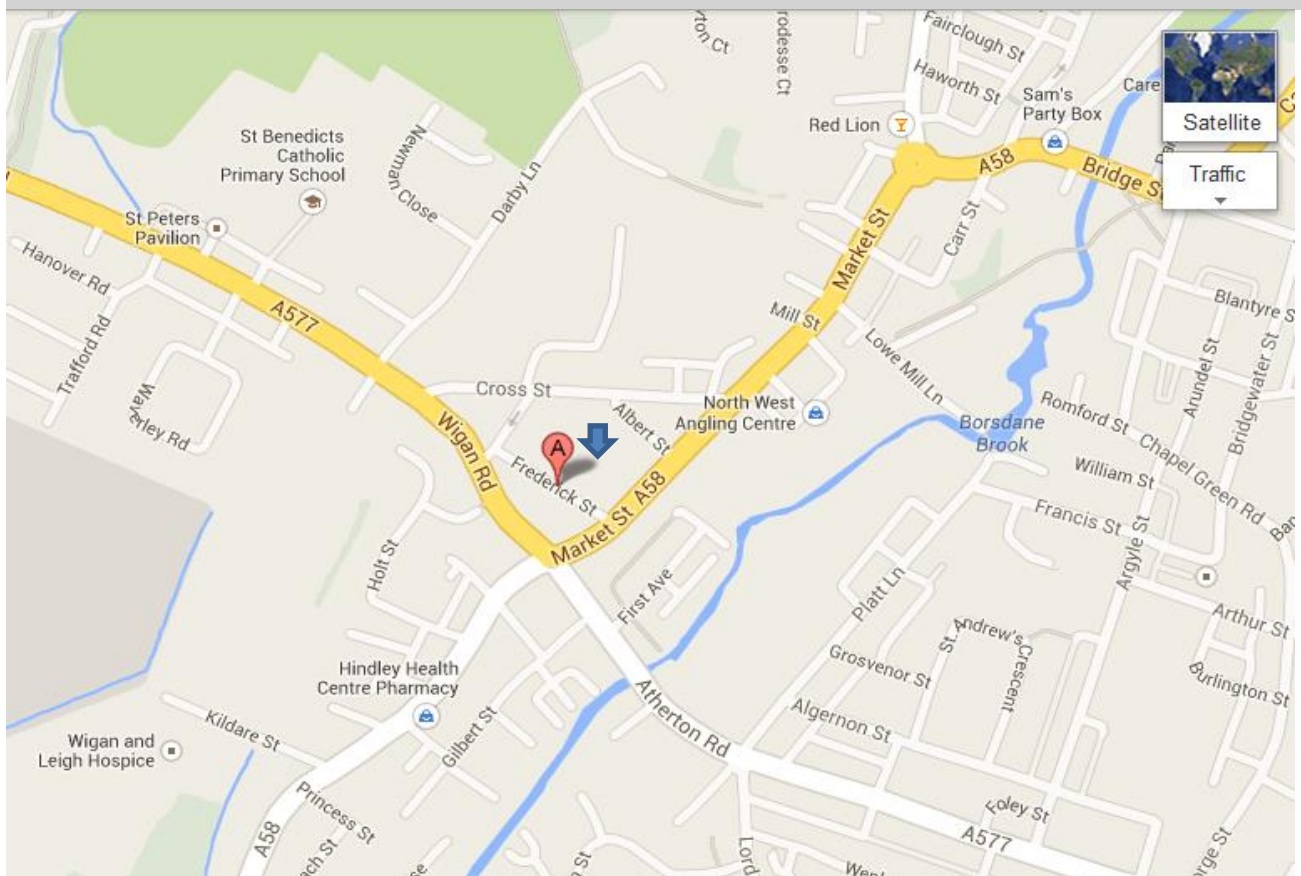 Fairclough St
Haworth St
Sam's
Party Box
Red Lion
Satellite
Traffic
St Benedicts
Catholic
Primary School
Newman Close
Darby Ln
St Peters
Pavilion
Hanover Rd
A577
Trafford Rd
Market St
A58
Bridge
Carr St
Mill St
Lowe Mill Ln
Blantyre
Arundel St
Bridgewater St
Cross St
Albert St
North West
Angling Centre
Borsdane
Brook
Romford St
Chapel Green Rd
William St
Francis St
Wigan Rd
A
Frederick St
Market St A58
Holt St
First Ave
Platt Ln
Argyle St
Arthur St
St. Andrew's Crescent
Grosvenor St
Burlington St
Hindley Health
Centre Pharmacy
Atherton Rd
Algernon St
Kildare St
Gilbert St
Wigan and
Leigh Hospice
Princess St
A58
Foley St
A577
Lord